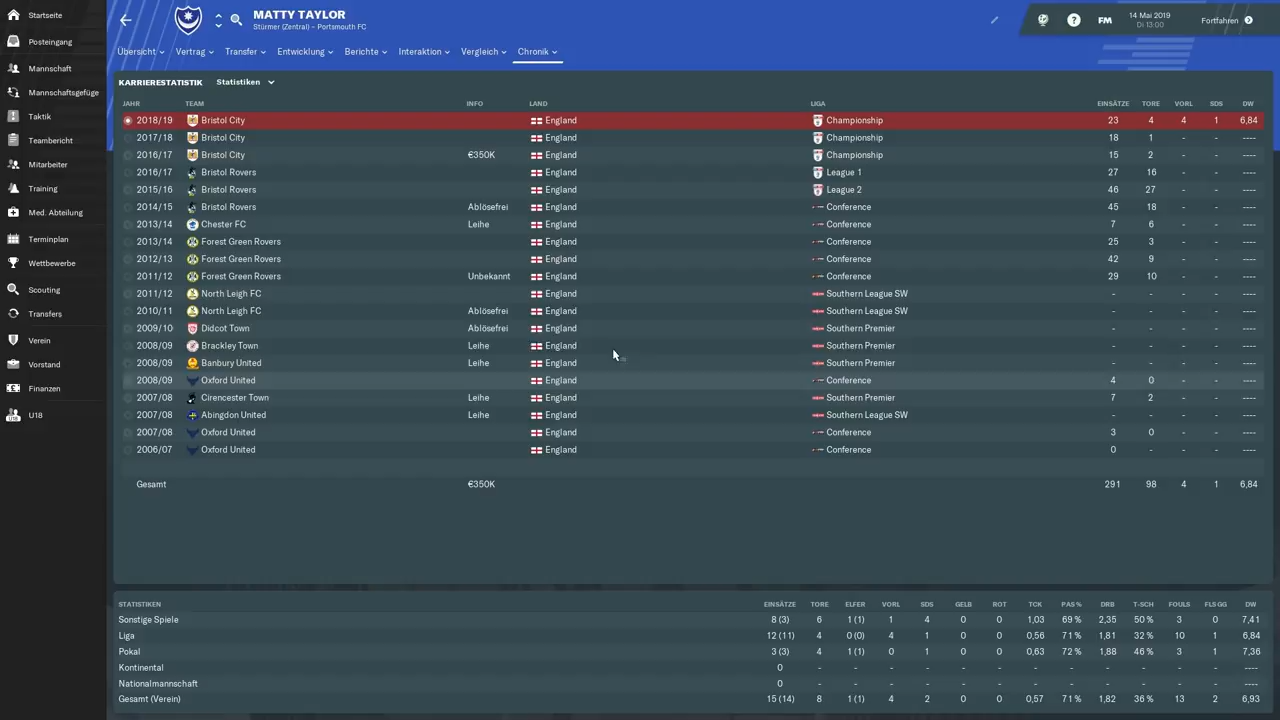 Startseite
Posteingang
Mannschaft
Mannschaftsgefüge
Taktik
Teambericht
Mitarbeiter
Training
Med. Abteilung
Terminplan
Wettbewerbe
Scouting
Transfers
Verein
Vorstand
Finanzen
U18
MATTY TAYLOR
Stürmer (Zentral) – Portsmouth FC
FM
14 Mai 2019
Di 13:00
Fortfahren
Übersicht Vertrag Transfer Entwicklung Berichte Interaktion Vergleich Chronik
KARRIERESTATISTIK Statistiken
JAHR TEAM INFO LAND LIGA EINSÄTZE TORE VORL SDS DW
2018/19 Bristol City England Championship 23 4 4 1 6,84
2017/18 Bristol City England Championship 18 1 - - ----
2016/17 Bristol City €350K England Championship 15 2 - - ----
2016/17 Bristol Rovers England League 1 27 16 - - ----
2015/16 Bristol Rovers England League 2 46 27 - - ----
2014/15 Bristol Rovers Ablösefrei England Conference 45 18 - - ----
2013/14 Chester FC Leihe England Conference 7 6 - - ----
2013/14 Forest Green Rovers England Conference 25 3 - - ----
2012/13 Forest Green Rovers England Conference 42 9 - - ----
2011/12 Forest Green Rovers Unbekannt England Conference 29 10 - - ----
2011/12 North Leigh FC England Southern League SW - - - - ----
2010/11 North Leigh FC Ablösefrei England Southern League SW - - - - ----
2009/10 Didcot Town Ablösefrei England Southern Premier - - - - ----
2008/09 Brackley Town Leihe England Southern Premier - - - - ----
2008/09 Banbury United Leihe England Southern Premier - - - - ----
2008/09 Oxford United England Conference 4 0 - - ----
2007/08 Cirencester Town Leihe England Southern Premier 7 2 - - ----
2007/08 Abingdon United Leihe England Southern League SW - - - - ----
2007/08 Oxford United England Conference 3 0 - - ----
2006/07 Oxford United England Conference 0 - - - ----
Gesamt €350K 291 98 4 1 6,84
STATISTIKEN EINSÄTZE TORE ELFER VORL SDS GELB ROT TCK PAS % DRB T-SCH FOULS FLS GG DW
Sonstige Spiele 8 (3) 6 1 (1) 1 4 0 0 1,03 69 % 2,35 50 % 3 0 7,41
Liga 12 (11) 4 0 (0) 4 1 0 0 0,56 71 % 1,81 32 % 10 1 6,84
Pokal 3 (3) 4 1 (1) 0 1 0 0 0,63 72 % 1,88 46 % 3 1 7,36
Kontinental 0 - - - - - - - - - - - - ----
Nationalmannschaft 0 - - - - - - - - - - - - ----
Gesamt (Verein) 15 (14) 8 1 (1) 4 2 0 0 0,57 71 % 1,82 36 % 13 2 6,93